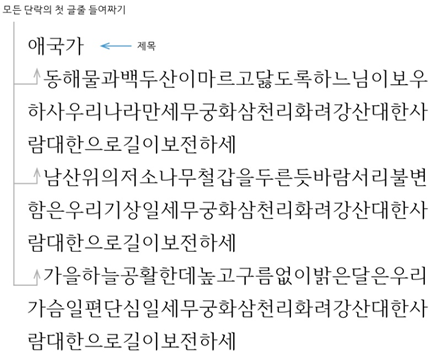 모든 단락의 첫 글줄 들여짜기
애국가
제목
동해물과백두산이마르고닳도록하느님이보우
하사우리나라만세무궁화삼천리화려강산대한사
람대한으로길이보전하세
남산위의저소나무철갑을두른듯바람서리불변
함은우리기상일세무궁화삼천리화려강산대한사
람대한으로길이보전하세
가을하늘공활한데높고구름없이밝은달은우리
가슴일편단심일세무궁화삼천리화려강산대한사
람대한으로길이보전하세